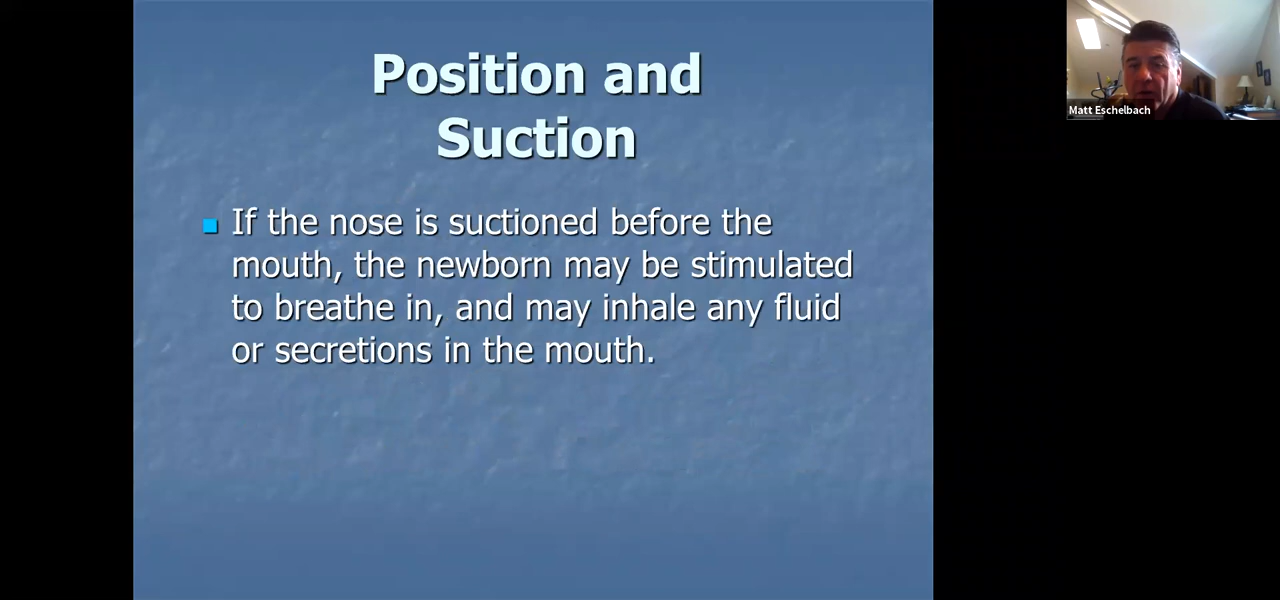 Position and
Suction
If the nose is suctioned before the
mouth, the newborn may be stimulated
to breathe in, and may inhale any fluid
or secretions in the mouth.
Matt Eschelbach